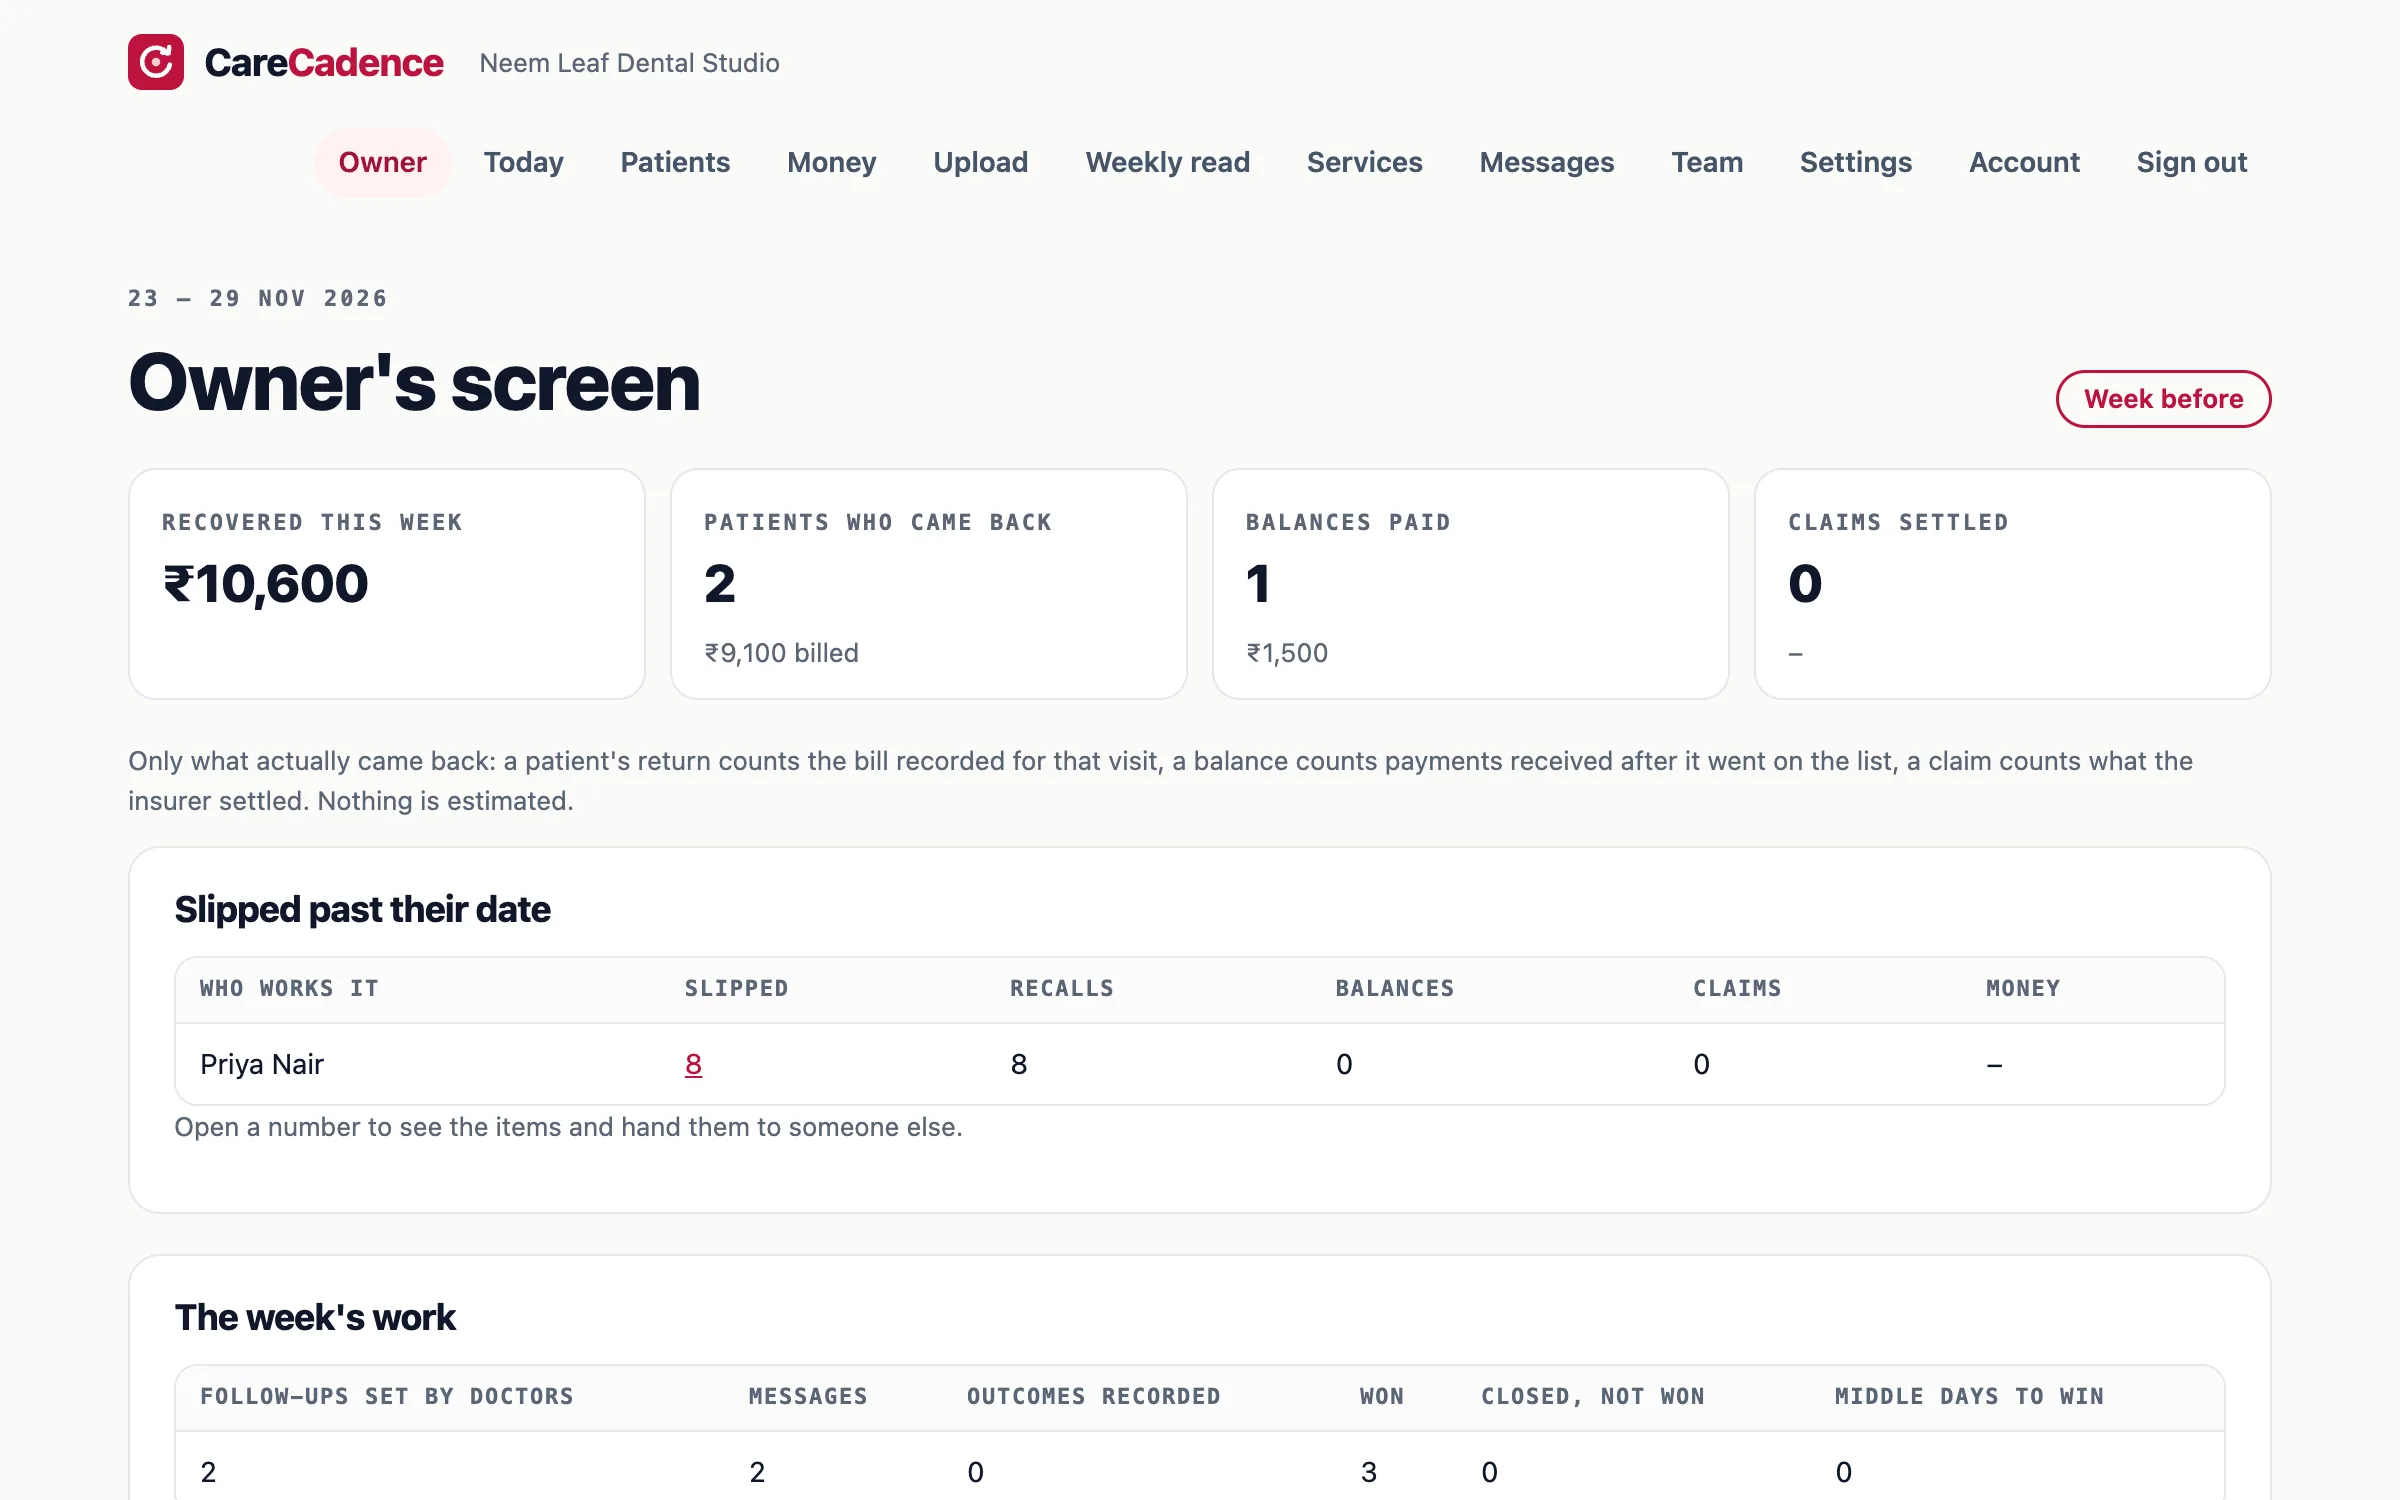 CareCadence Neem Leaf Dental Studio
Owner Today Patients Money Upload Weekly read Services Messages Team Settings Account Sign out
23 – 29 NOV 2026
Owner's screen
Week before
RECOVERED THIS WEEK
₹10,600
PATIENTS WHO CAME BACK
2
₹9,100 billed
BALANCES PAID
1
₹1,500
CLAIMS SETTLED
0
–
Only what actually came back: a patient's return counts the bill recorded for that visit, a balance counts payments received after it went on the list, a claim counts what the
insurer settled. Nothing is estimated.
Slipped past their date
WHO WORKS IT SLIPPED RECALLS BALANCES CLAIMS MONEY
Priya Nair 8 8 0 0 –
Open a number to see the items and hand them to someone else.
The week's work
FOLLOW-UPS SET BY DOCTORS MESSAGES OUTCOMES RECORDED WON CLOSED, NOT WON MIDDLE DAYS TO WIN
2 2 0 3 0 0